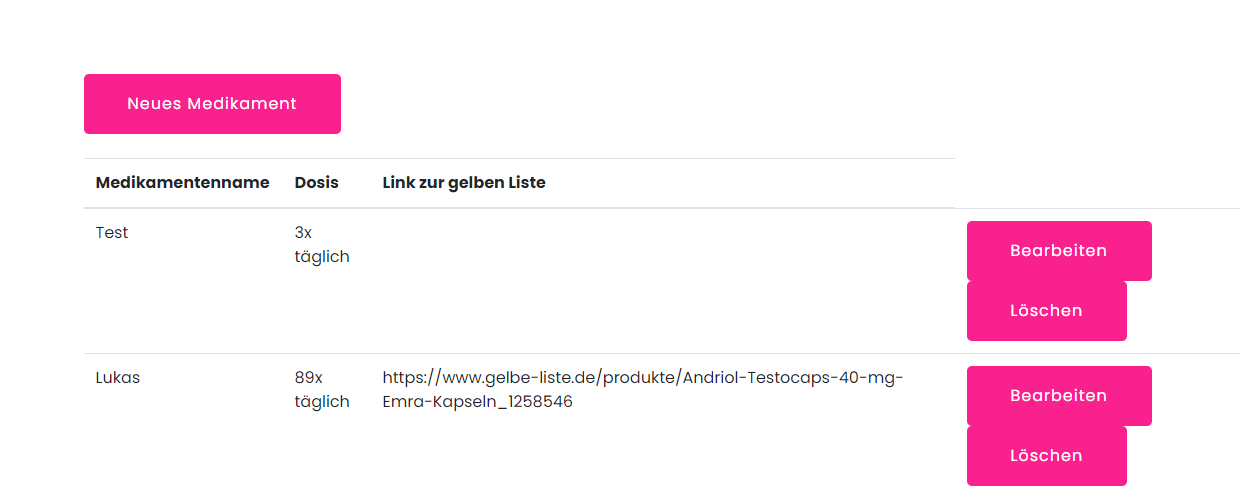 Neues Medikament
Medikamentenname Dosis Link zur gelben Liste
Test 3x täglich
Bearbeiten
Löschen
Lukas 89x täglich https://www.gelbe-liste.de/produkte/Andriol-Testocaps-40-mg-
Emra-Kapseln_1258546
Bearbeiten
Löschen